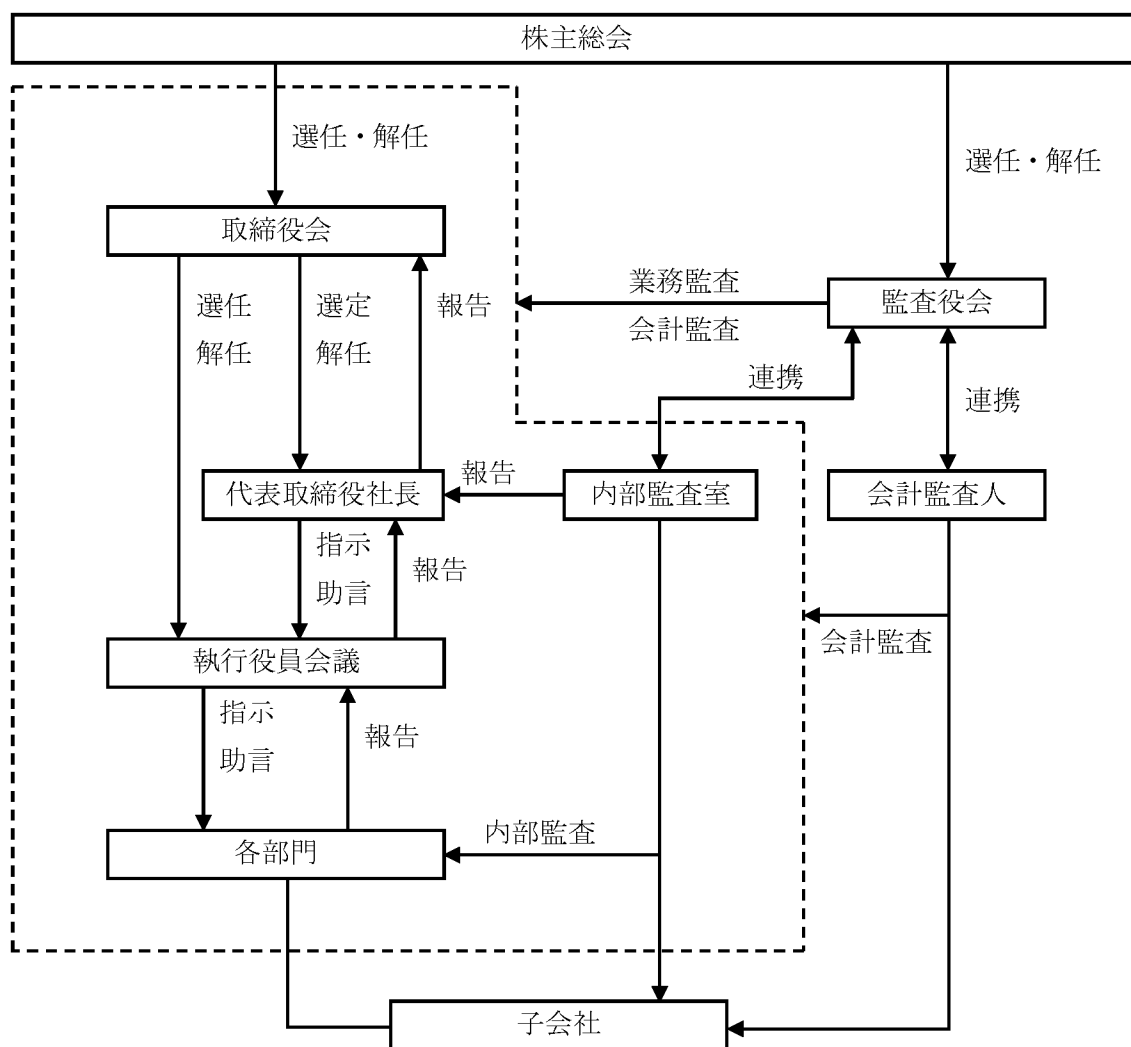 株主総会
選任・解任
選任・解任
取締役会
業務監査
監査役会
会計監査
選任
解任
選定
解任
報告
連携
連携
代表取締役社長
報告
内部監査室
会計監査人
指示
助言
報告
会計監査
執行役員会議
指示
助言
報告
内部監査
各部門
子会社